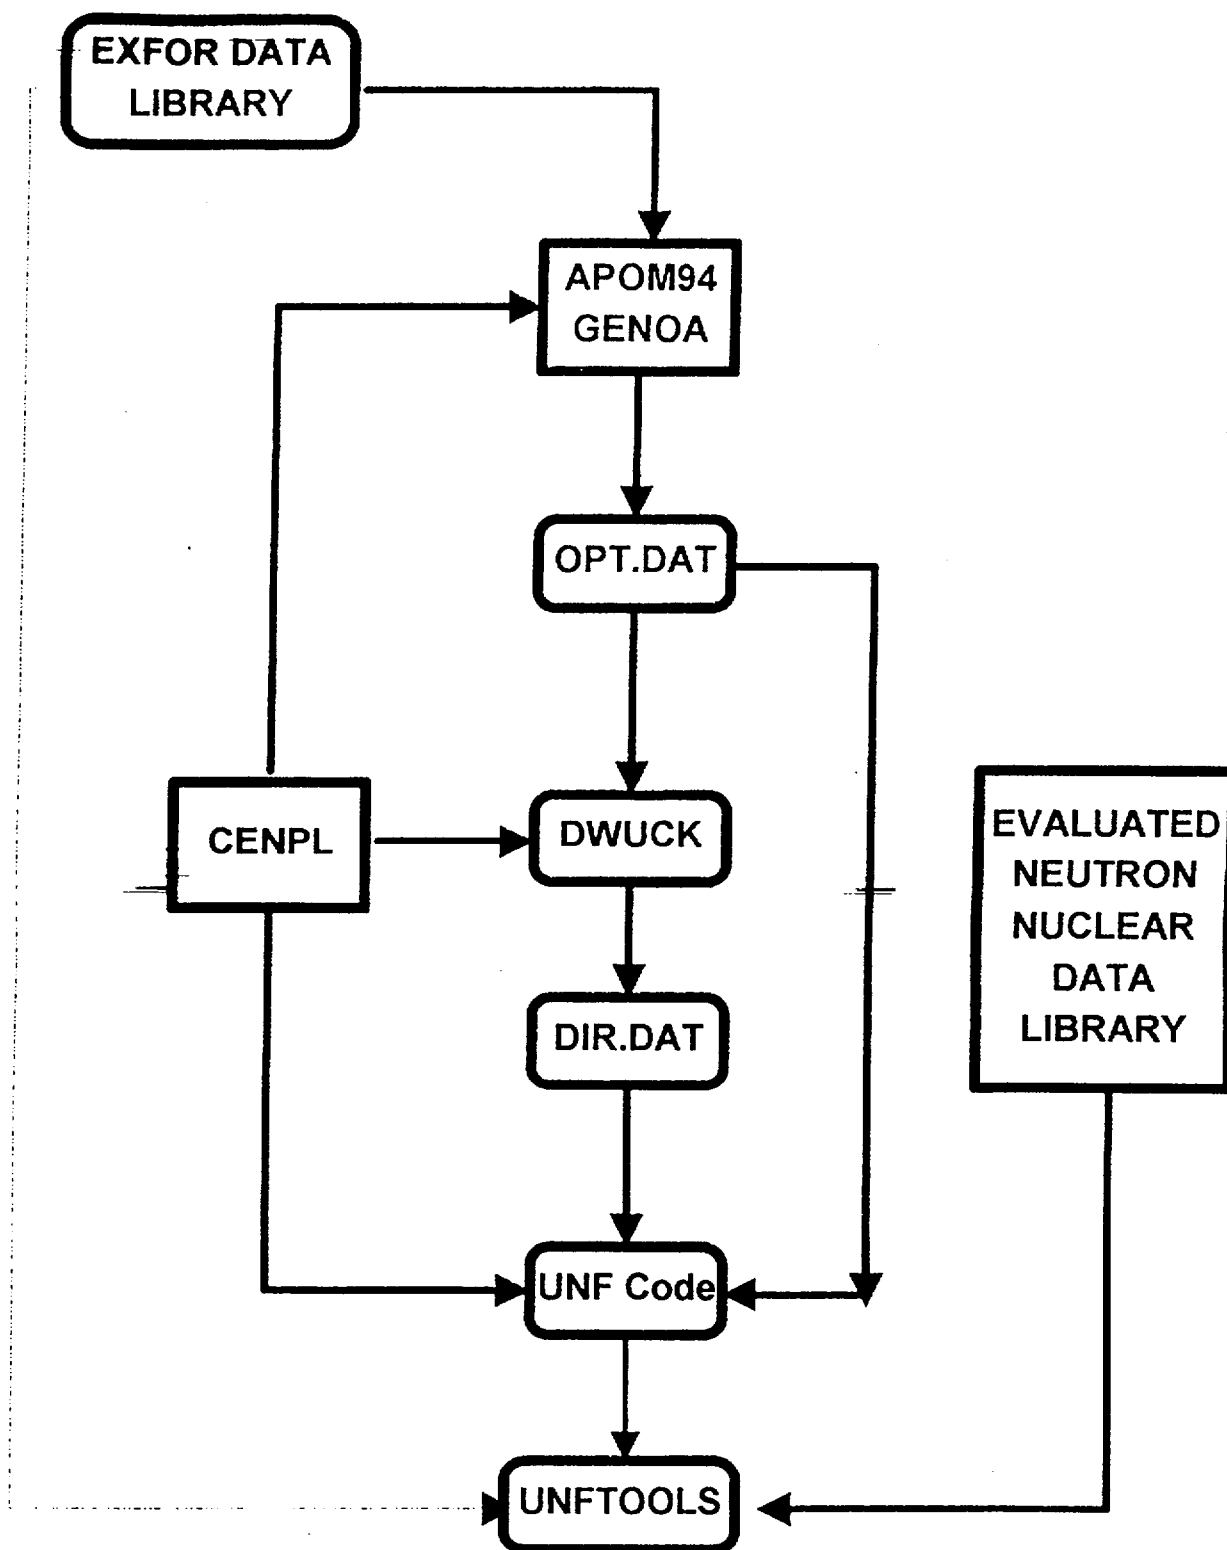 EXFOR DATA
LIBRARY
APOM94
GENOA
OPT.DAT
CENPL
DWUCK
EVALUATED
NEUTRON
NUCLEAR
DATA
LIBRARY
DIR.DAT
UNF Code
UNFTOOLS